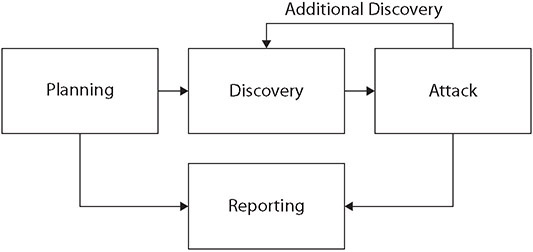 Additional Discovery
Planning
Discovery
Attack
Reporting